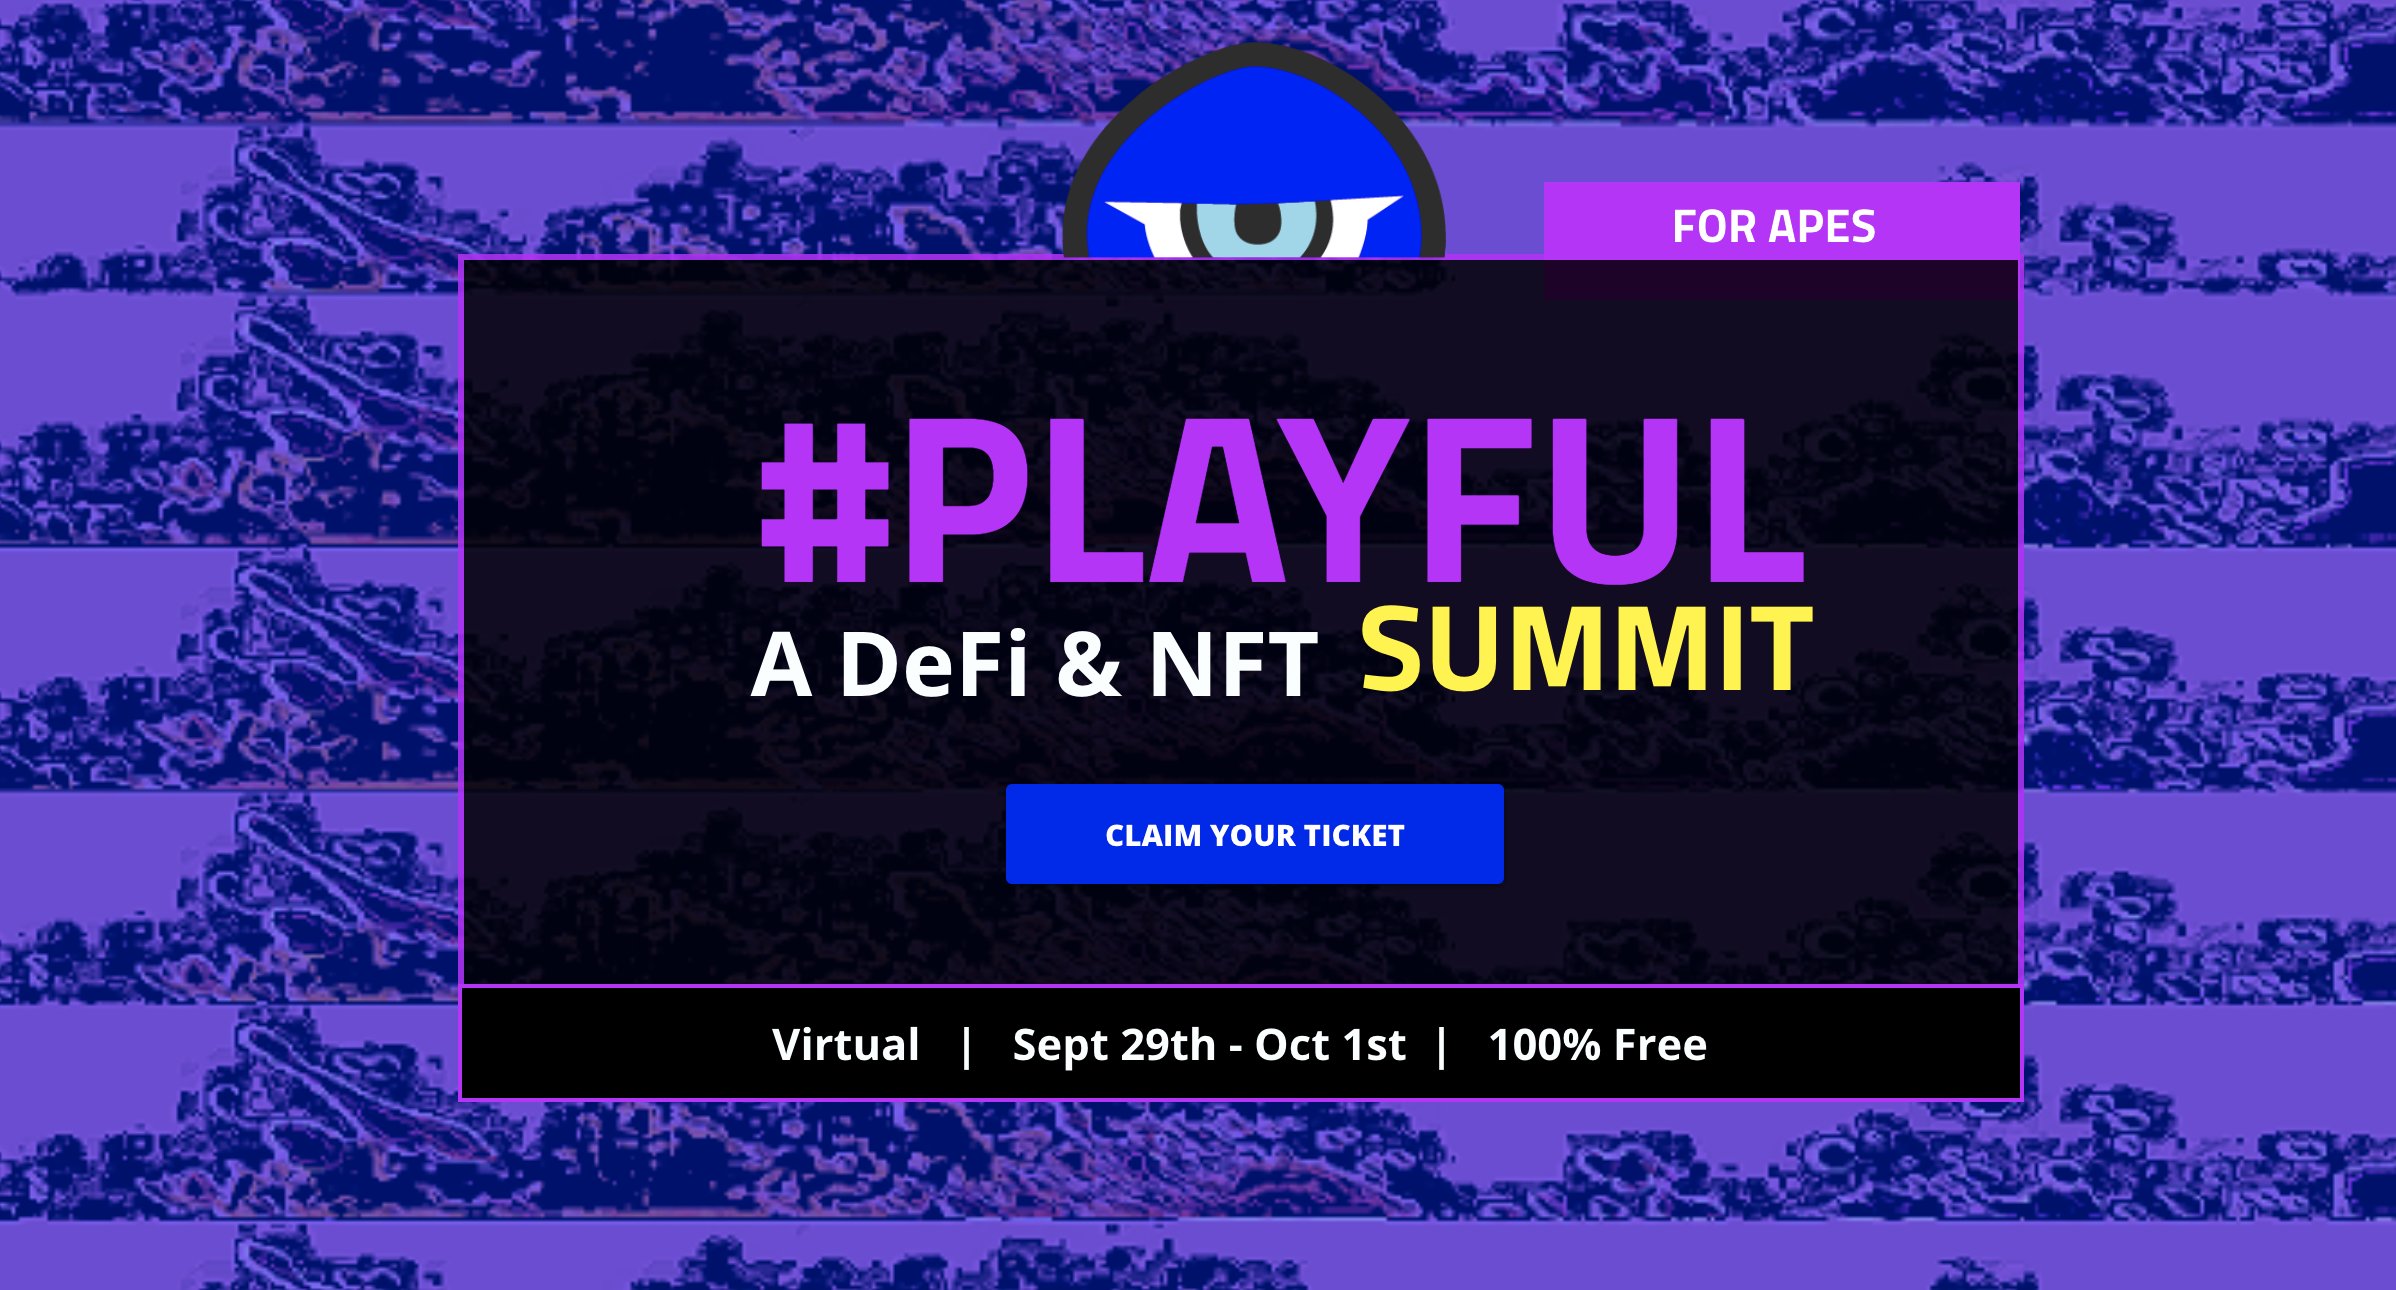 FOR APES
#PLAYFUL
A DeFi & NFT SUMMIT
CLAIM YOUR TICKET
Virtual | Sept 29th - Oct 1st | 100% Free